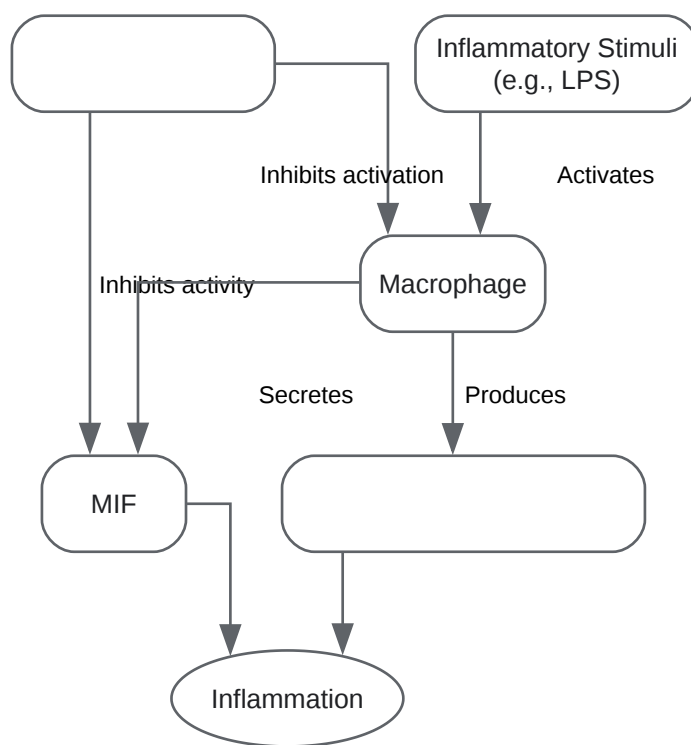 Inflammatory Stimuli
(e.g., LPS)
Inhibits activation
Activates
Macrophage
Inhibits activity
Secretes
Produces
MIF
Inflammation